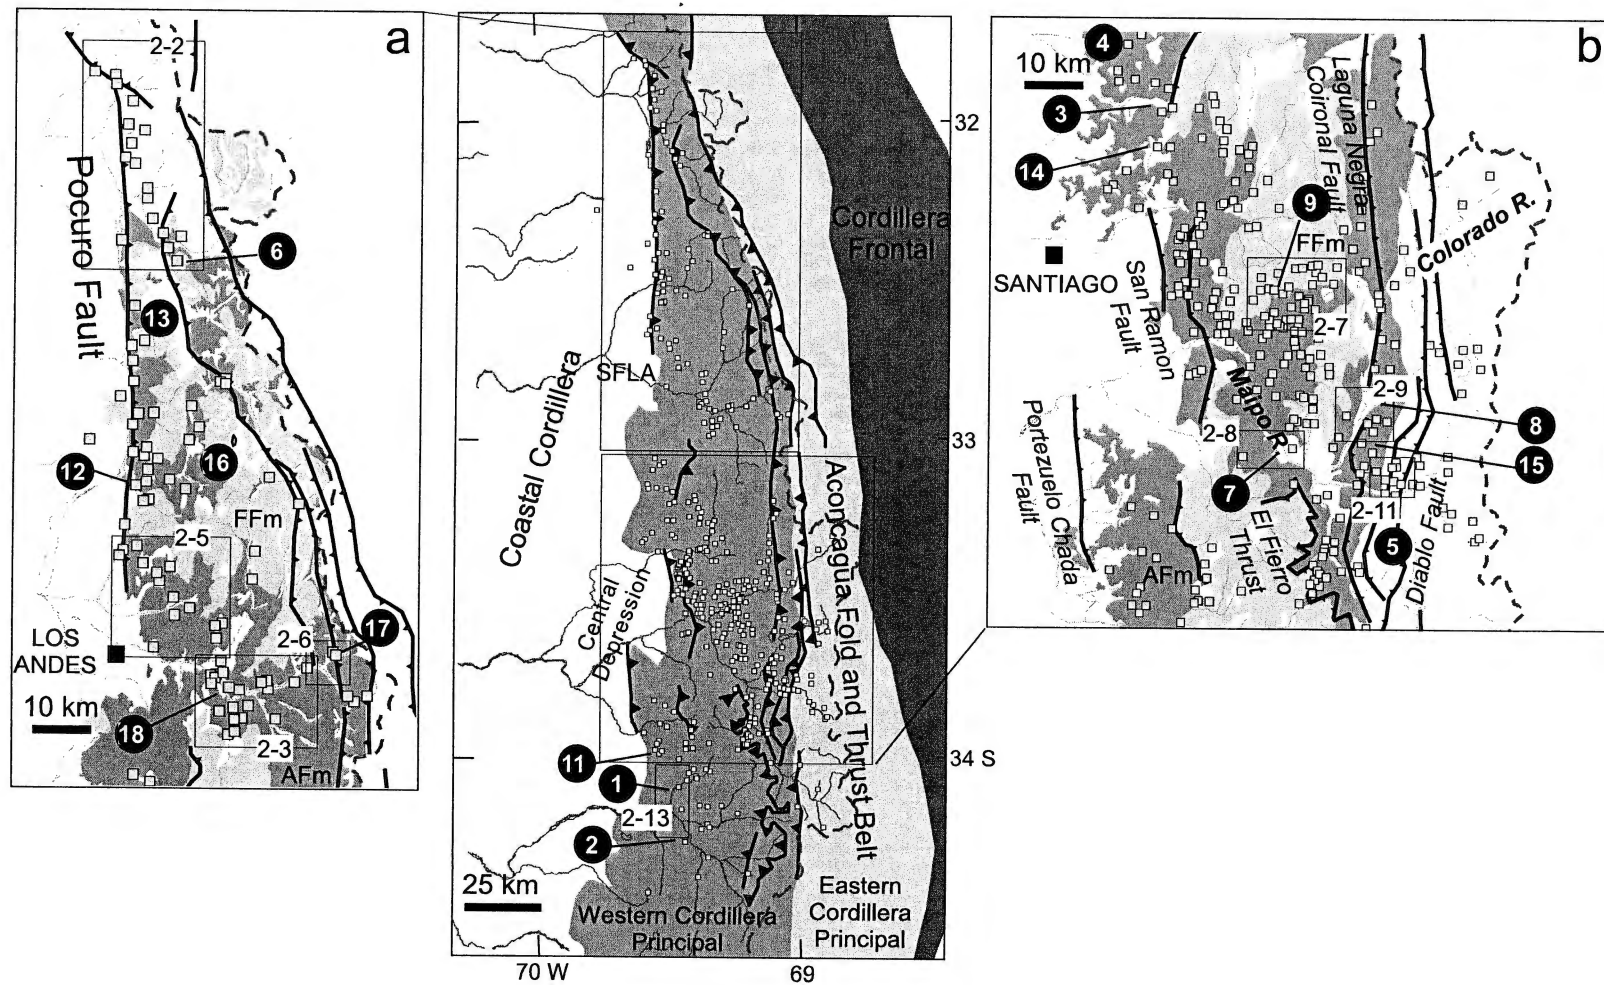 a
2-2
Pocuro Fault
6
13
12
16
FFm
2-5
LOS
ANDES
2-6
17
10 km
18
2-3
AFm
32
Cordillera
Frontal
SFLA
Coastal Cordillera
33
Aconcagua Fold and Thrust Belt
Central
Depression
34 S
11
1
2-13
2
25 km
Western Cordillera
Principal
Eastern
Cordillera
Principal
70 W
69
b
4
10 km
3
14
Laguna Negra
Coironal Fault
9
FFm
Colorado R.
SANTIAGO
San Ramon
Fault
2-7
Maipo R.
2-9
8
2-8
15
7
Portezuelo Chada
Fault
2-11
El Fierro
Thrust
5
Diablo Fault
AFm